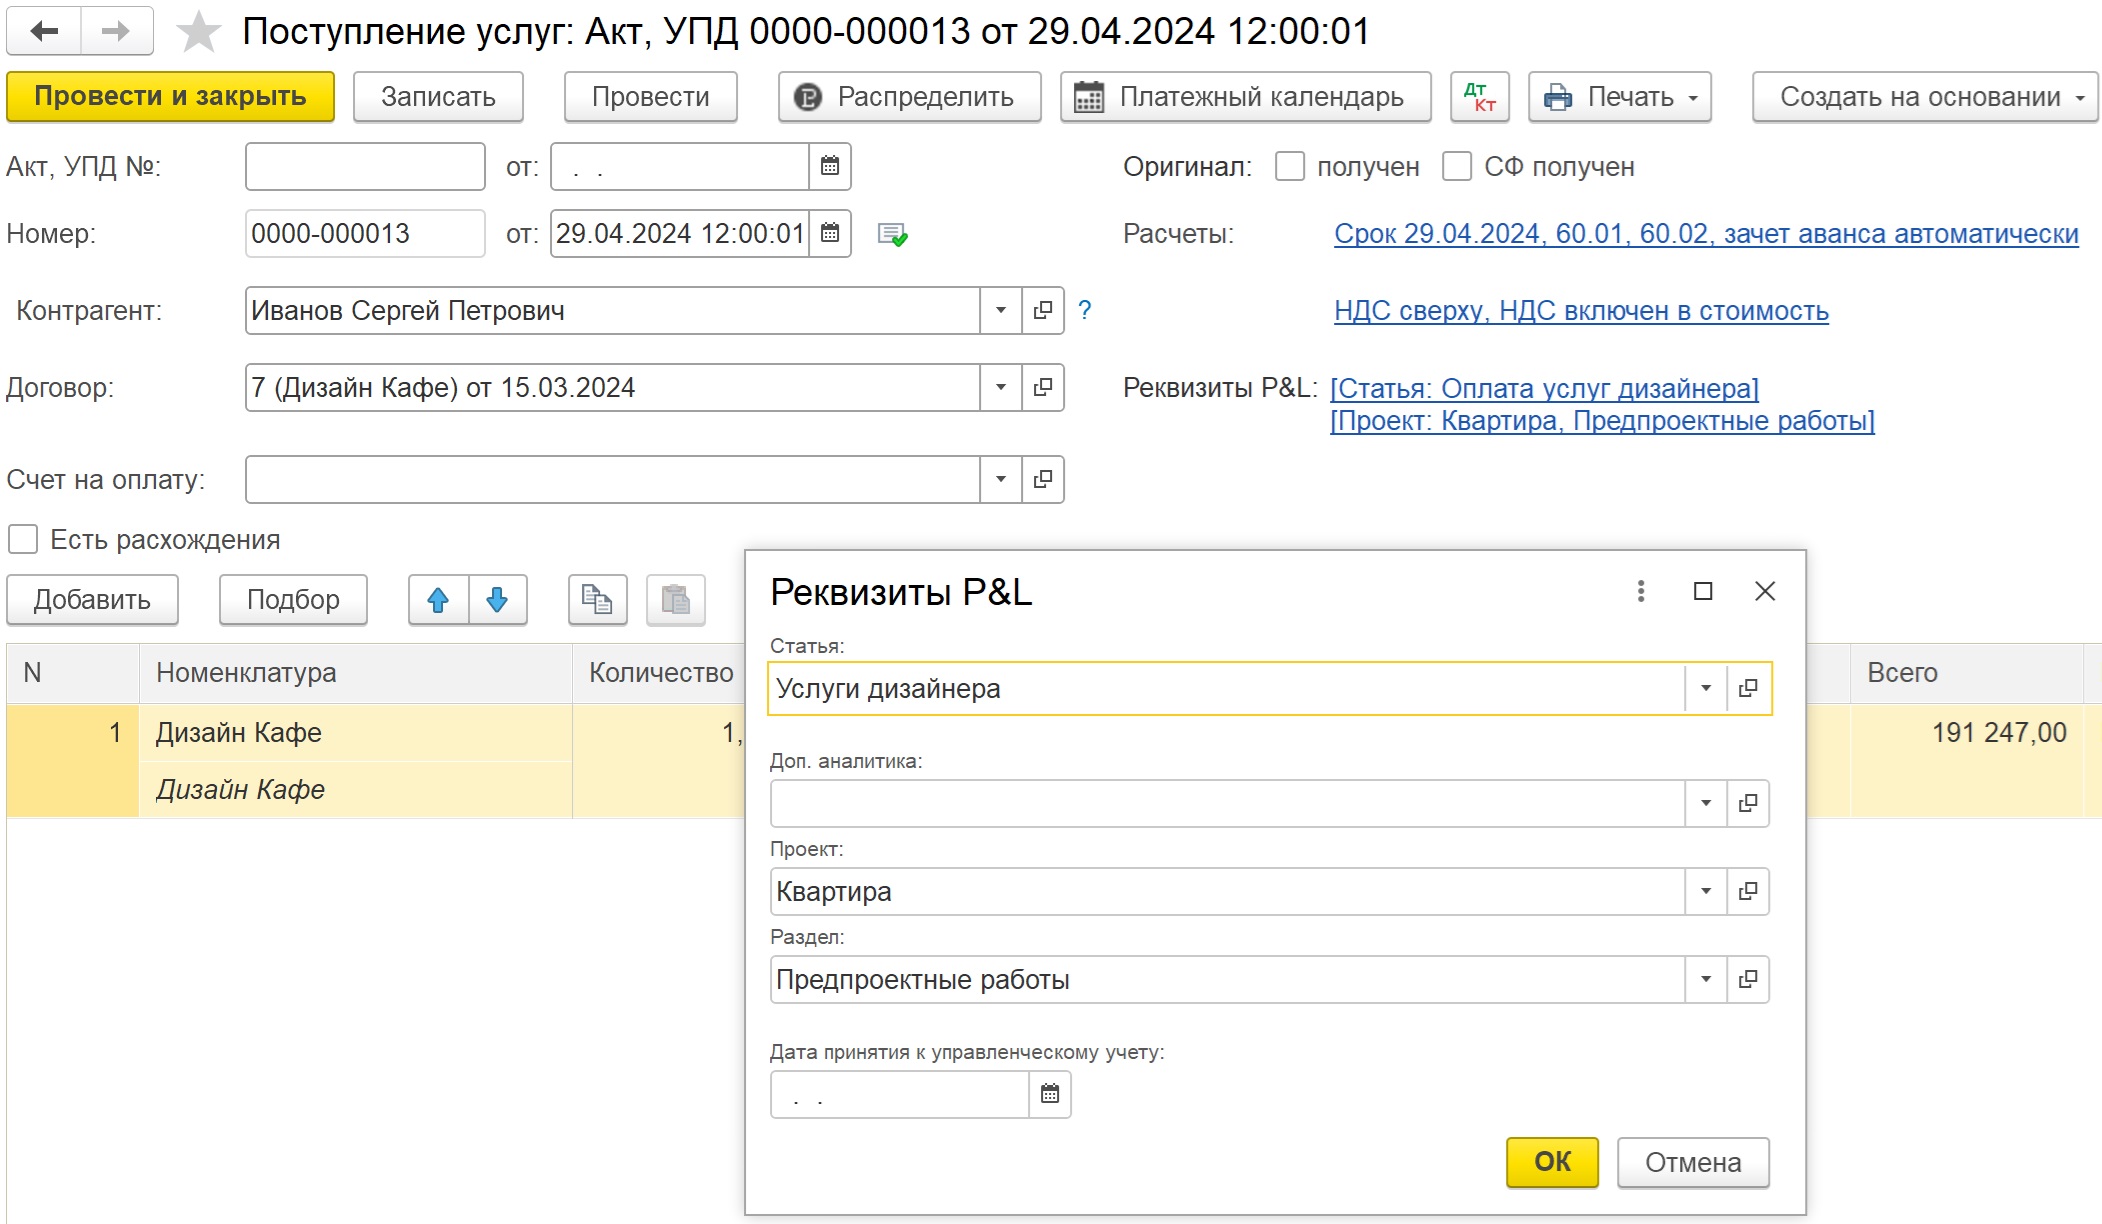 Поступление услуг: Акт, УПД 0000-000013 от 29.04.2024 12:00:01
Провести и закрыть Записать Провести Распределить Платежный календарь Дт Кт Печать Создать на основании
Акт, УПД №: от: . . Оригинал: получен СФ получен
Номер: 0000-000013 от: 29.04.2024 12:00:01 Расчеты: Срок 29.04.2024, 60.01, 60.02, зачет аванса автоматически
Контрагент: Иванов Сергей Петрович ? НДС сверху, НДС включен в стоимость
Договор: 7 (Дизайн Кафе) от 15.03.2024 Реквизиты P&L: [Статья: Оплата услуг дизайнера]
[Проект: Квартира, Предпроектные работы]
Счет на оплату:
Есть расхождения
Добавить Подбор
N Номенклатура Количество Всего
1 Дизайн Кафе 1, 191 247,00
Дизайн Кафе
Реквизиты P&L
Статья:
Услуги дизайнера
Доп. аналитика:
Проект:
Квартира
Раздел:
Предпроектные работы
Дата принятия к управленческому учету:
. .
ОК Отмена